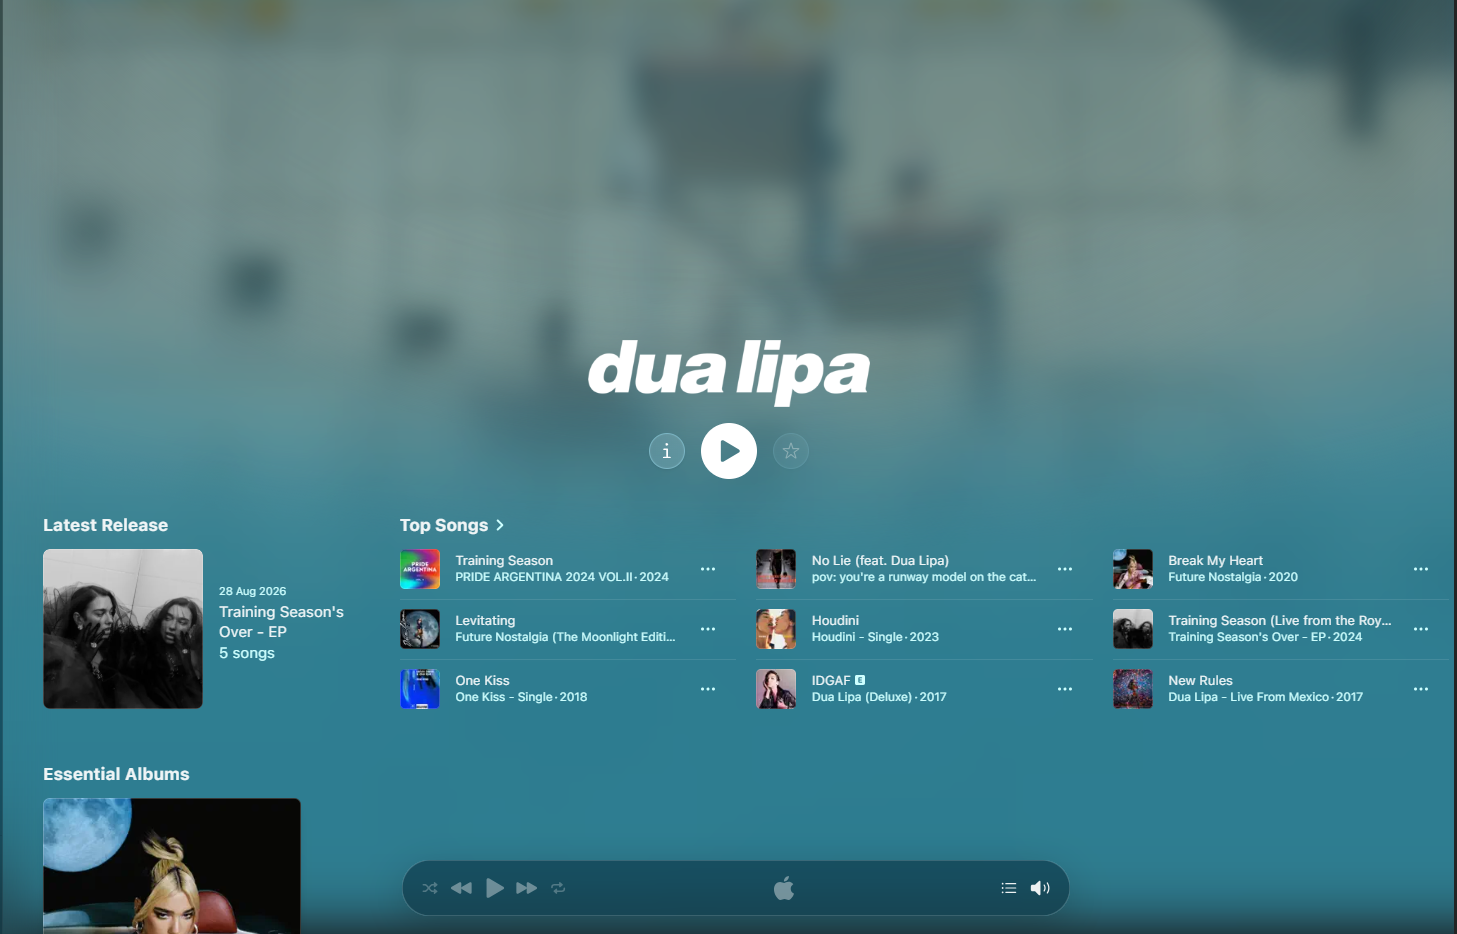 dua lipa
Latest Release
28 Aug 2026
Training Season's
Over - EP
5 songs
Top Songs
Training Season
PRIDE ARGENTINA 2024 VOL.II · 2024
Levitating
Future Nostalgia (The Moonlight Editi...
One Kiss
One Kiss - Single · 2018
No Lie (feat. Dua Lipa)
pov: you're a runway model on the cat...
Houdini
Houdini - Single · 2023
IDGAF E
Dua Lipa (Deluxe) · 2017
Break My Heart
Future Nostalgia · 2020
Training Season (Live from the Roy...
Training Season's Over - EP · 2024
New Rules
Dua Lipa - Live From Mexico · 2017
PRIDE
ARGENTINA
Essential Albums